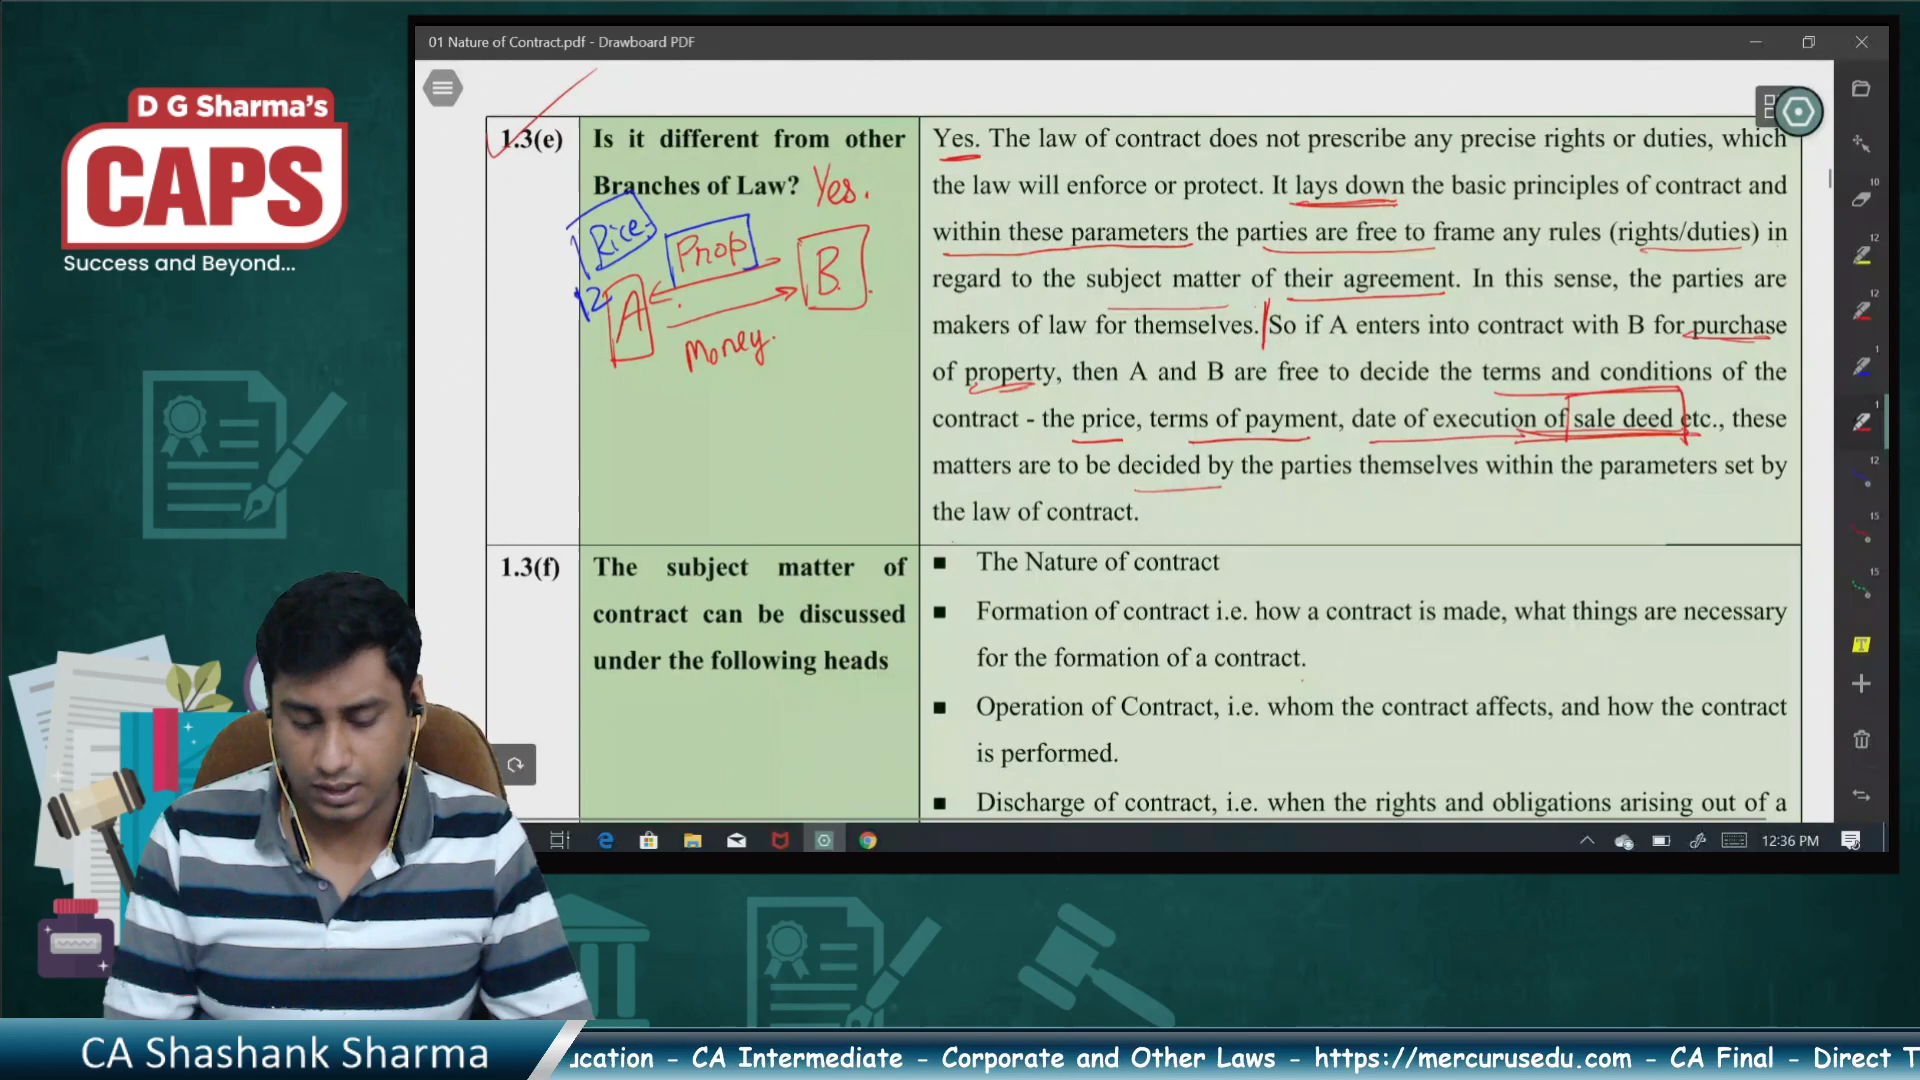 01 Nature of Contract.pdf - Drawboard PDF
D G Sharma's
CAPS
Success and Beyond...
1.3(e)
Is it different from other
Branches of Law? Yes.
Rice.
Prop
1
2
A
B
Money.
Yes. The law of contract does not prescribe any precise rights or duties, which
the law will enforce or protect. It lays down the basic principles of contract and
within these parameters the parties are free to frame any rules (rights/duties) in
regard to the subject matter of their agreement. In this sense, the parties are
makers of law for themselves. So if A enters into contract with B for purchase
of property, then A and B are free to decide the terms and conditions of the
contract - the price, terms of payment, date of execution of sale deed etc., these
matters are to be decided by the parties themselves within the parameters set by
the law of contract.
1.3(f)
The subject matter of
contract can be discussed
under the following heads
■ The Nature of contract
■ Formation of contract i.e. how a contract is made, what things are necessary
for the formation of a contract.
■ Operation of Contract, i.e. whom the contract affects, and how the contract
is performed.
■ Discharge of contract, i.e. when the rights and obligations arising out of a
10
12
12
1
1
12
15
15
T
12:36 PM
CA Shashank Sharma
ucation - CA Intermediate - Corporate and Other Laws - https://mercurusedu.com - CA Final - Direct T